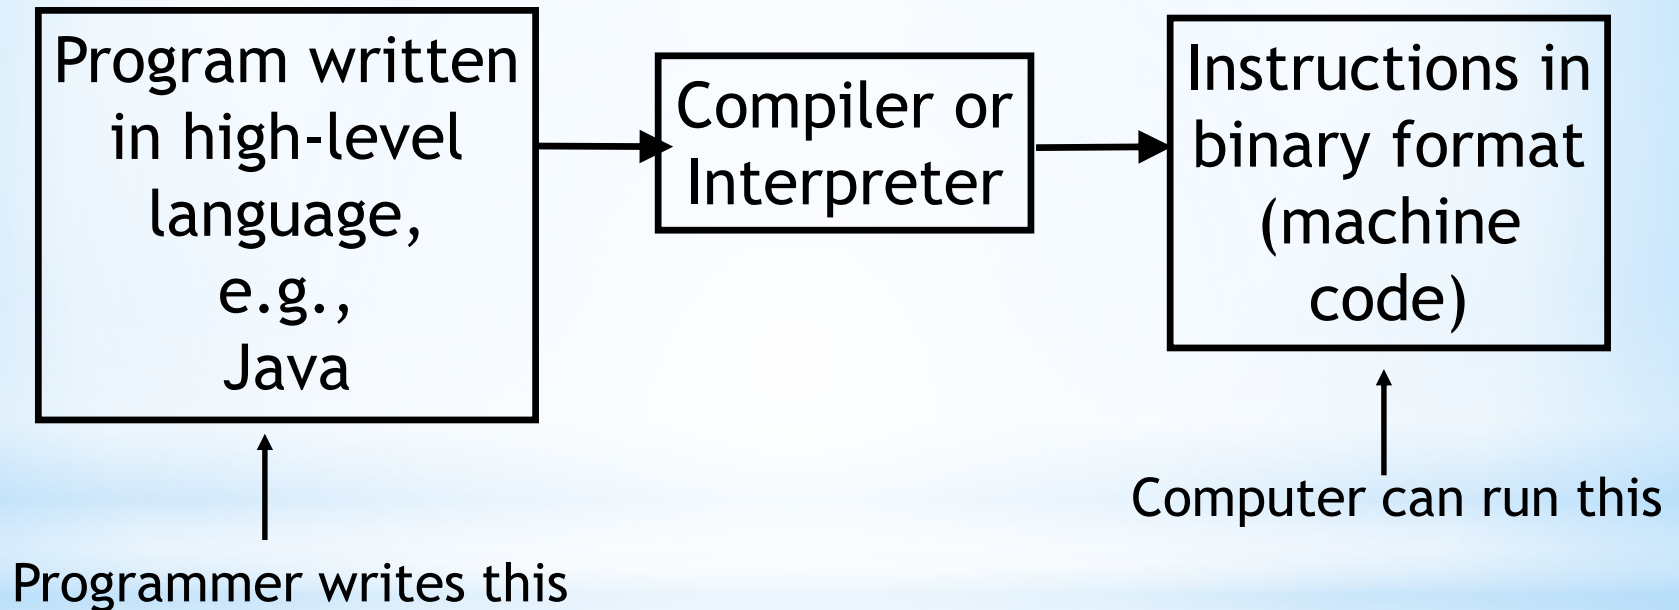 Program written
in high-level
language,
e.g.,
Java
Compiler or
Interpreter
Instructions in
binary format
(machine
code)
Computer can run this
Programmer writes this